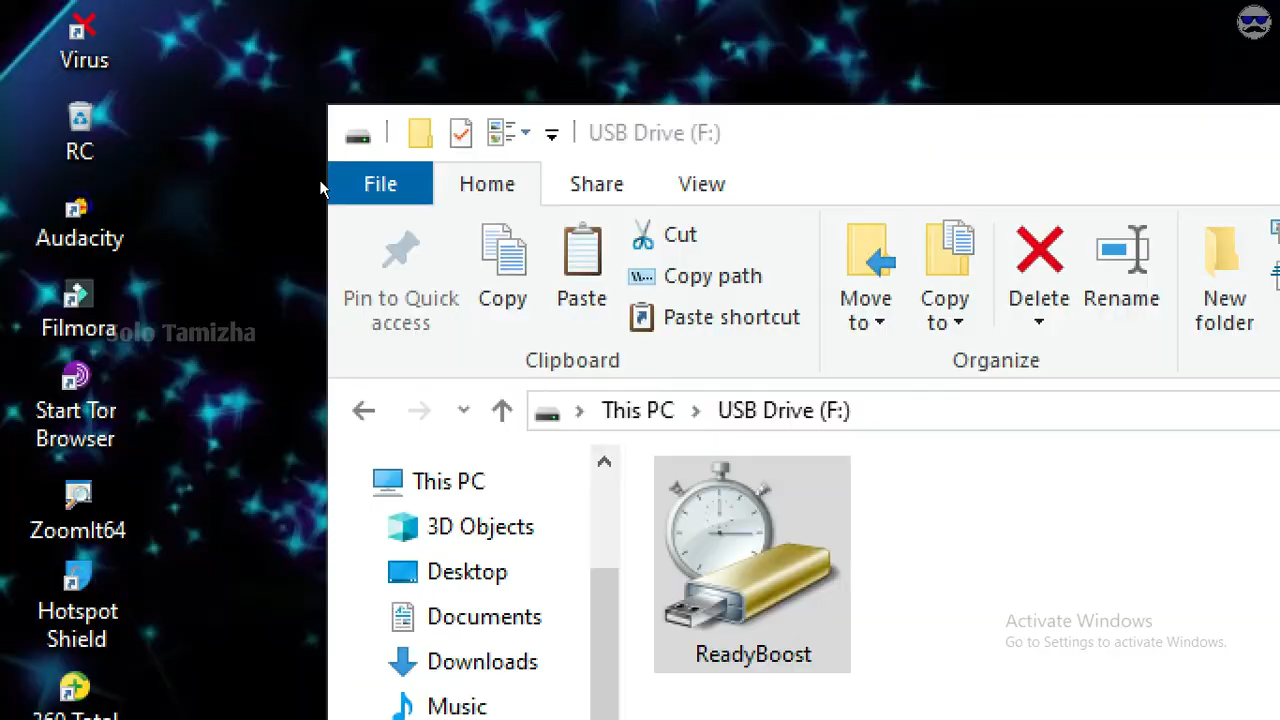 Virus
RC
Audacity
Filmora
Solo Tamizha
Start Tor
Browser
ZoomIt64
Hotspot
Shield
360 Total
USB Drive (F:)
File
Home
Share
View
Pin to Quick
access
Copy
Paste
Cut
Copy path
Paste shortcut
Clipboard
Move
to
Copy
to
Delete
Rename
Organize
New
folder
This PC
USB Drive (F:)
This PC
3D Objects
Desktop
Documents
Downloads
Music
ReadyBoost
Activate Windows
Go to Settings to activate Windows.